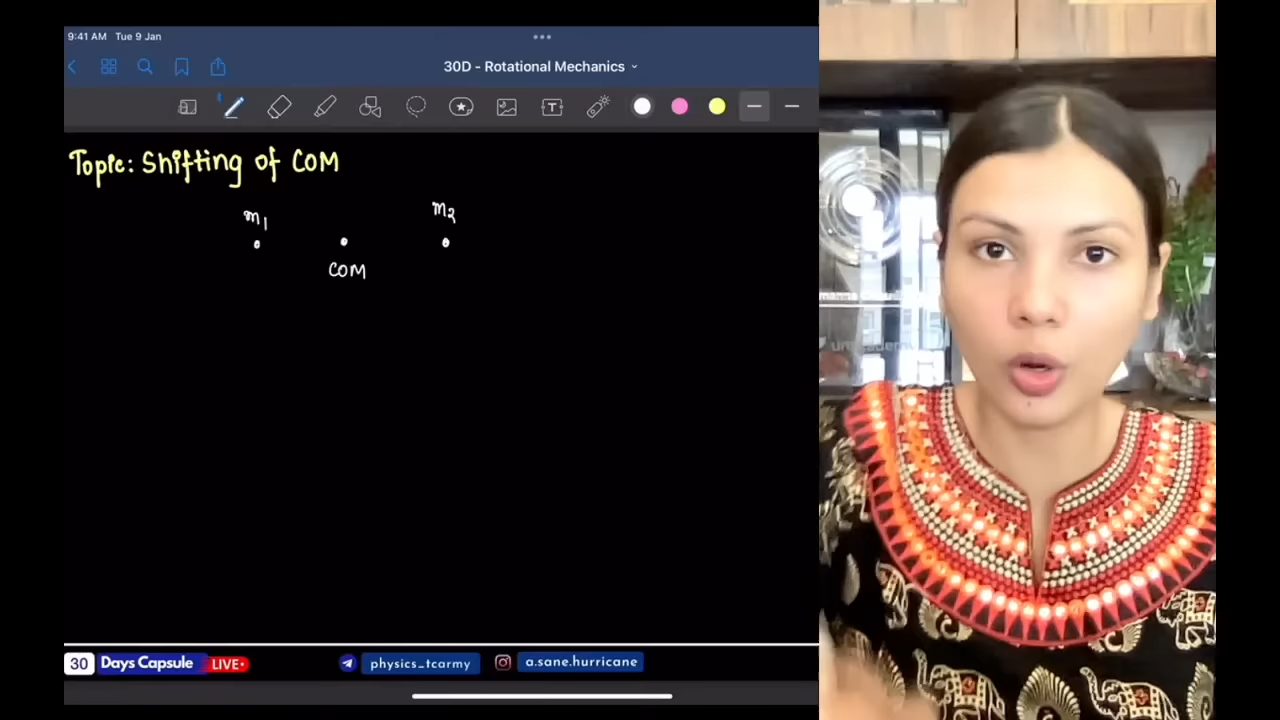 9:41 AM Tue 9 Jan
30D - Rotational Mechanics
Topic: Shifting of COM
m1 m2
COM
30 Days Capsule LIVE
physics_tcarmy a.sane.hurricane